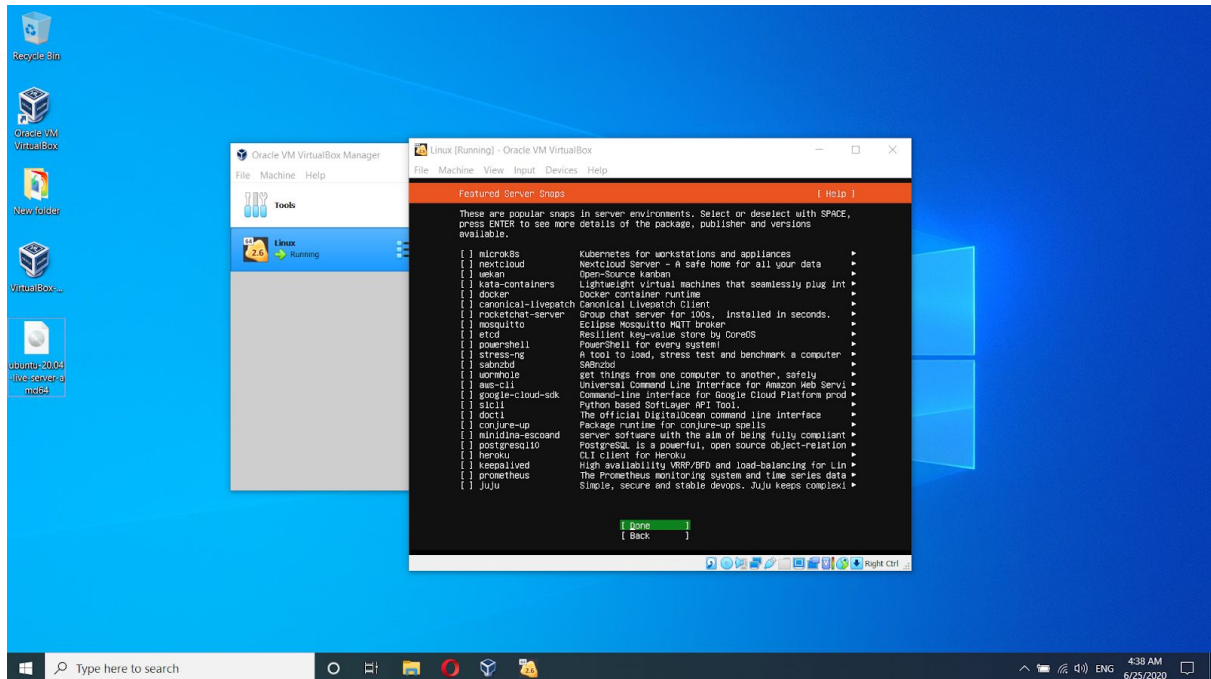 Recycle Bin
Oracle VM
VirtualBox
New folder
VirtualBox-...
ubuntu-20.04
-live-server-a
md64
Oracle VM VirtualBox Manager
File Machine Help
Tools
64
2.6
Linux
Running
Linux [Running] - Oracle VM VirtualBox
File Machine View Input Devices Help
Featured Server Snaps [ Help ]
These are popular snaps in server environments. Select or deselect with SPACE,
press ENTER to see more details of the package, publisher and versions
available.
[ ] microk8s Kubernetes for workstations and appliances
[ ] nextcloud Nextcloud Server - A safe home for all your data
[ ] wekan Open-Source kanban
[ ] kata-containers Lightweight virtual machines that seamlessly plug int
[ ] docker Docker container runtime
[ ] canonical-livepatch Canonical Livepatch Client
[ ] rocketchat-server Group chat server for 100s, installed in seconds.
[ ] mosquitto Eclipse Mosquitto MQTT broker
[ ] etcd Resilient key-value store by CoreOS
[ ] powershell PowerShell for every system!
[ ] stress-ng A tool to load, stress test and benchmark a computer
[ ] sabnzbd SABnzbd
[ ] wormhole get things from one computer to another, safely
[ ] aws-cli Universal Command Line Interface for Amazon Web Servi
[ ] google-cloud-sdk Command-line interface for Google Cloud Platform prod
[ ] slcli Python based SoftLayer API Tool.
[ ] doctl The official DigitalOcean command line interface
[ ] conjure-up Package runtime for conjure-up spells
[ ] minidlna-escoand server software with the aim of being fully compliant
[ ] postgresql10 PostgreSQL is a powerful, open source object-relation
[ ] heroku CLI client for Heroku
[ ] keepalived High availability VRRP/BFD and load-balancing for Lin
[ ] prometheus The Prometheus monitoring system and time series data
[ ] juju Simple, secure and stable devops. Juju keeps complexi
[ Done ]
[ Back ]
Right Ctrl
Type here to search
2.6
ENG
4:38 AM
6/25/2020